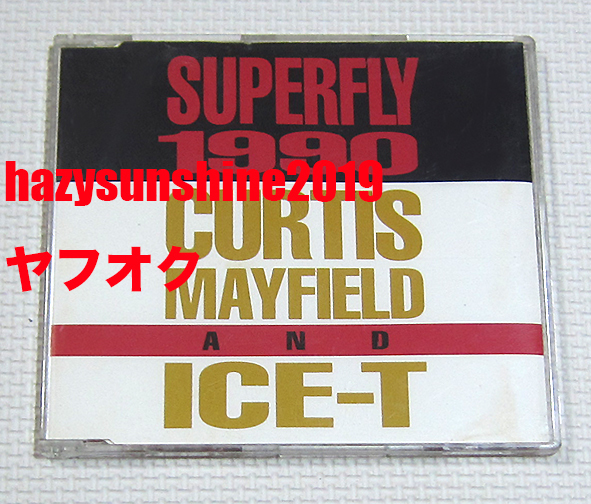 SUPERFLY
1990
hazysunshine2019
CURTIS
ヤフオク
MAYFIELD
AND
ICE-T